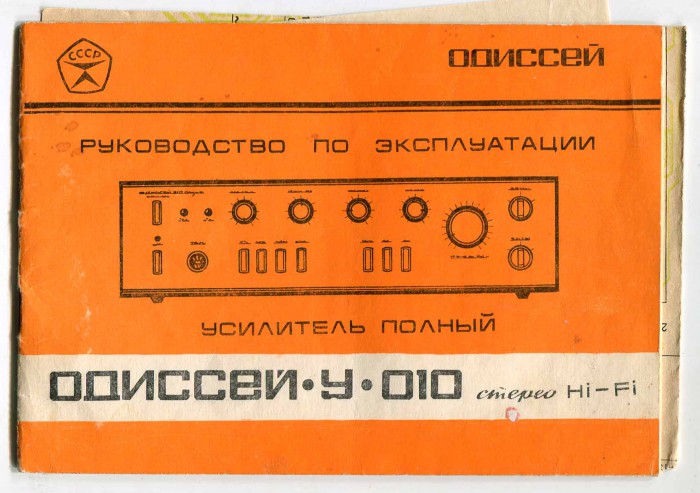 СССР
ОДИССЕЙ
РУКОВОДСТВО ПО ЭКСПЛУАТАЦИИ
УСИЛИТЕЛЬ ПОЛНЫЙ
ОДИССЕЙ·У·010 стерео Hi-Fi